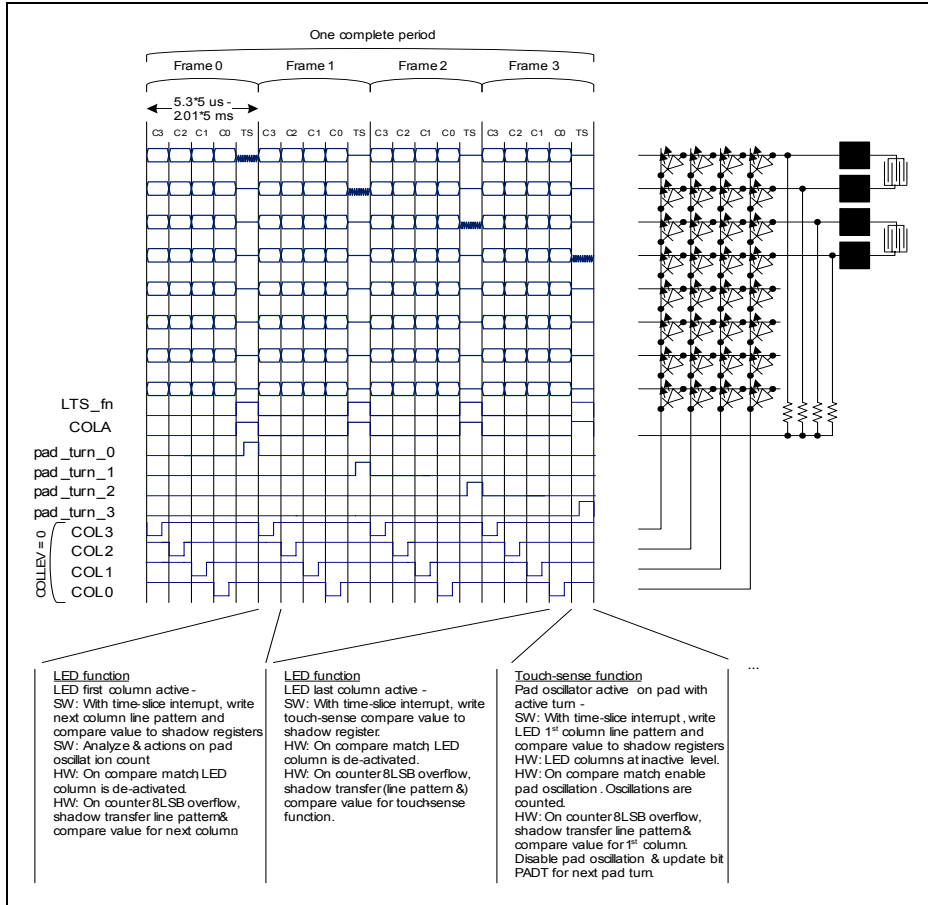 One complete period
Frame 0 Frame 1 Frame 2 Frame 3
5.3*5 us -
2.01*5 ms
C3 C2 C1 C0 TS C3 C2 C1 C0 TS C3 C2 C1 C0 TS C3 C2 C1 C0 TS
LTS_fn
COLA
pad_turn_0
pad_turn_1
pad_turn_2
pad_turn_3
COLLEV = 0
COL3
COL2
COL1
COL0
LED function
LED first column active -
SW: With time-slice interrupt, write
next column line pattern and
compare value to shadow registers
SW: Analyze & actions on pad
oscillation count
HW: On compare match, LED
column is de-activated.
HW: On counter 8LSB overflow,
shadow transfer line pattern &
compare value for next column.
LED function
LED last column active -
SW: With time-slice interrupt, write
touch-sense compare value to
shadow register.
HW: On compare match, LED
column is de-activated.
HW: On counter 8LSB overflow,
shadow transfer (line pattern &)
compare value for touch-sense
function.
Touch-sense function
Pad oscillator active on pad with
active turn -
SW: With time-slice interrupt, write
LED 1st column line pattern and
compare value to shadow registers
HW: LED columns at inactive level.
HW: On compare match, enable
pad oscillation. Oscillations are
counted.
HW: On counter 8LSB overflow,
shadow transfer line pattern &
compare value for 1st column.
Disable pad oscillation & update bit
PADT for next pad turn.
...